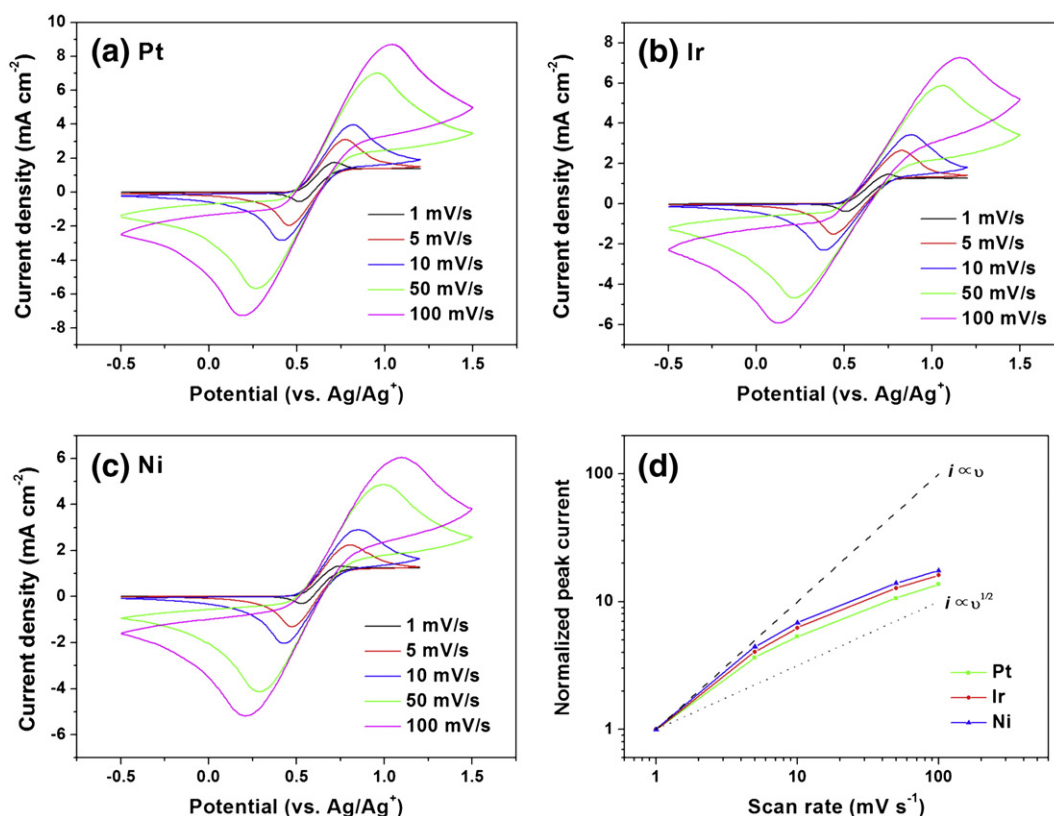 (a) Pt
Current density (mA cm⁻²)
10
8
6
4
2
0
-2
-4
-6
-8
1 mV/s
5 mV/s
10 mV/s
50 mV/s
100 mV/s
-0.5 0.0 0.5 1.0 1.5
Potential (vs. Ag/Ag⁺)
(b) Ir
Current density (mA cm⁻²)
8
6
4
2
0
-2
-4
-6
1 mV/s
5 mV/s
10 mV/s
50 mV/s
100 mV/s
-0.5 0.0 0.5 1.0 1.5
Potential (vs. Ag/Ag⁺)
(c) Ni
Current density (mA cm⁻²)
6
4
2
0
-2
-4
-6
1 mV/s
5 mV/s
10 mV/s
50 mV/s
100 mV/s
-0.5 0.0 0.5 1.0 1.5
Potential (vs. Ag/Ag⁺)
(d)
Normalized peak current
100
10
1
i ∝ υ
i ∝ υ¹/²
Pt
Ir
Ni
1 10 100
Scan rate (mV s⁻¹)